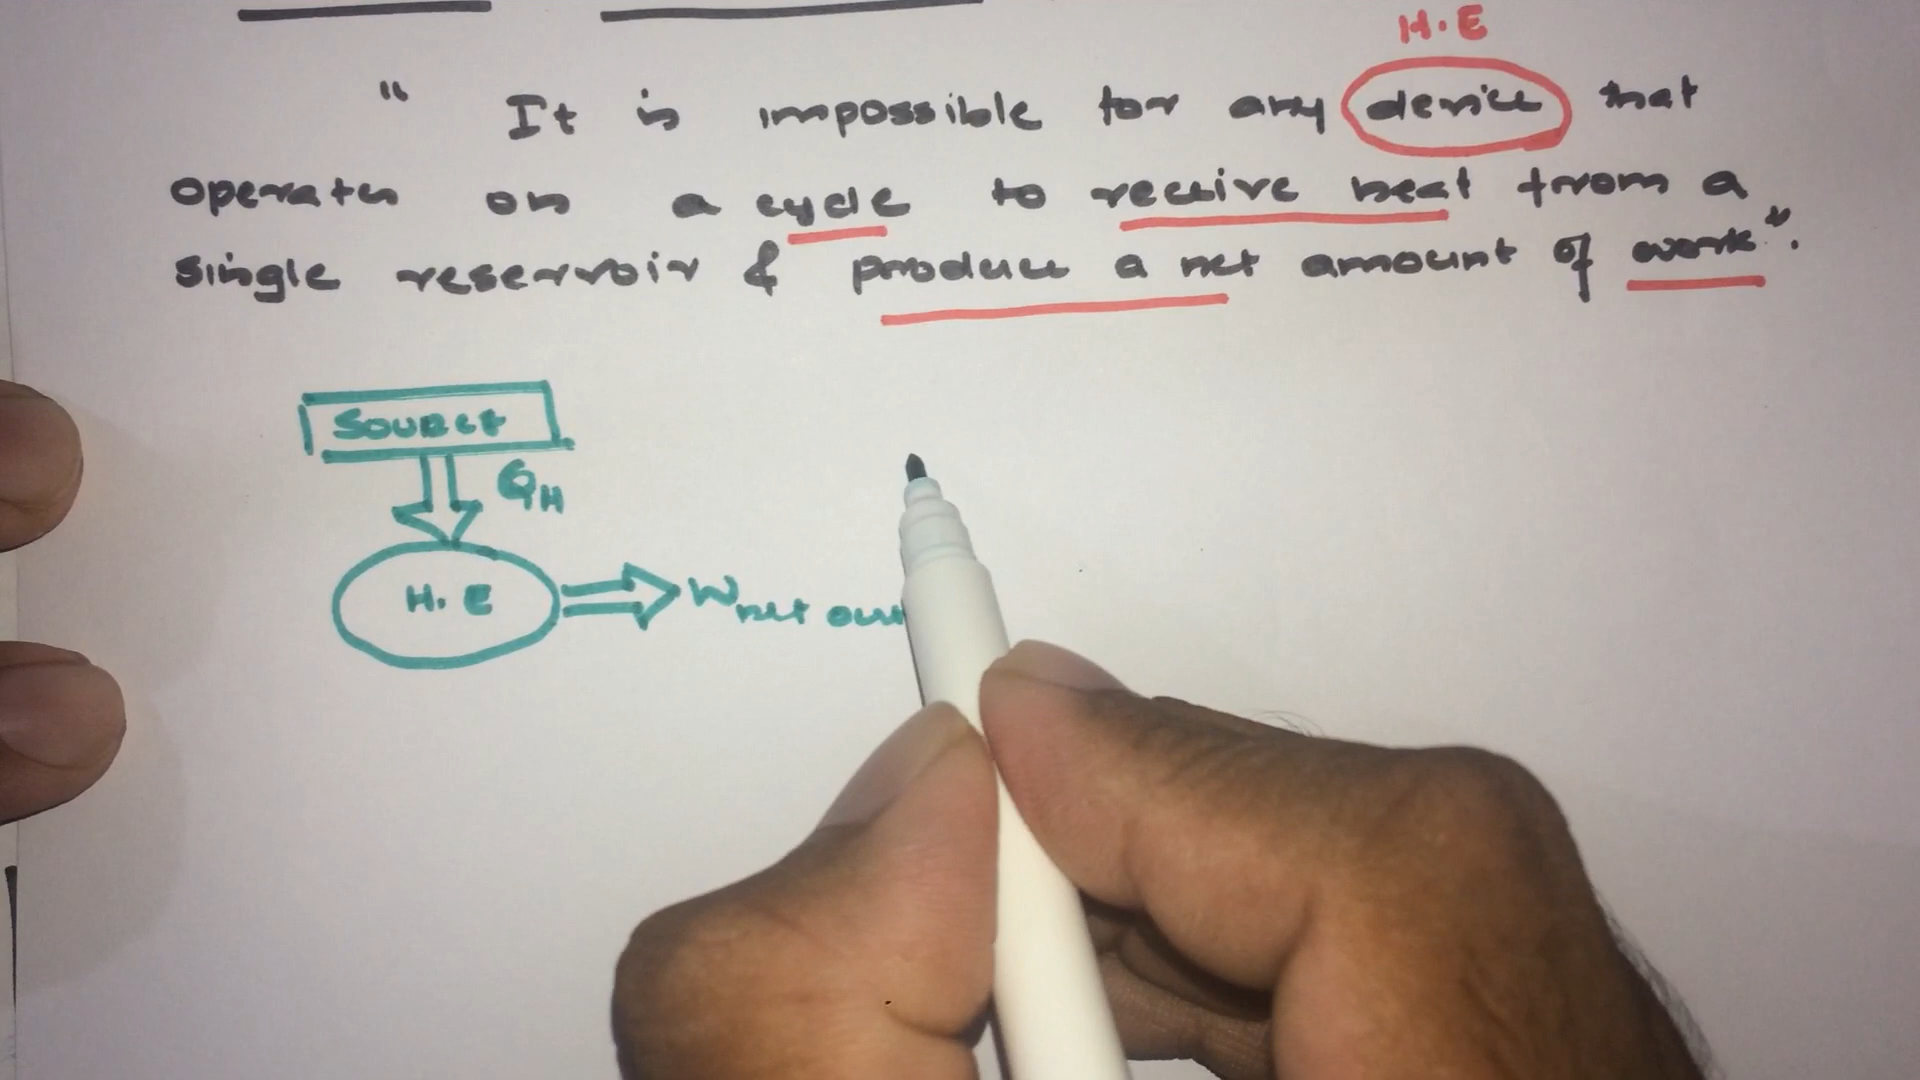 H.E
" It is impossible for any device that
operates on a cycle to receive heat from a
single reservoir & produce a net amount of work".
SOURCE
QH
H.E
Wnet out